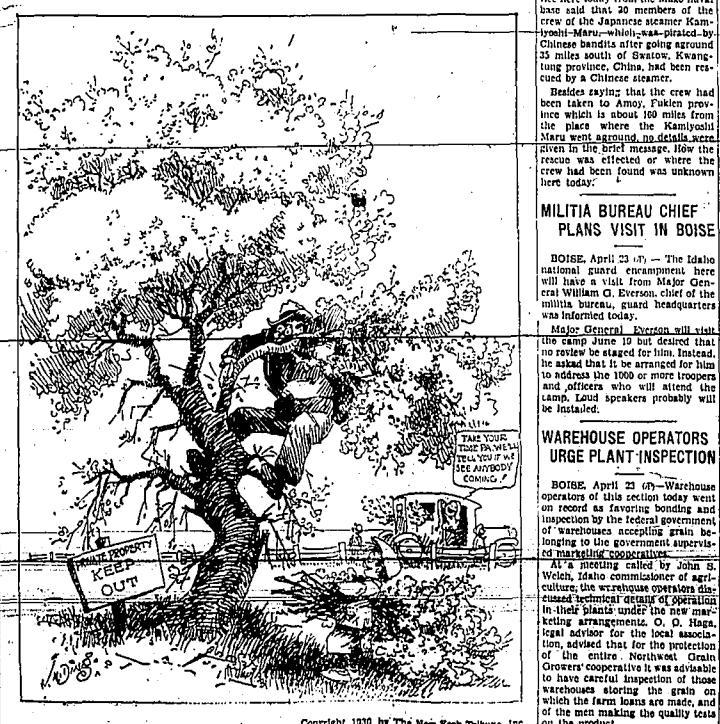 TAKE YOUR
TIME PA, WE'LL
TELL YOU IF WE
SEE ANYBODY
COMING!
PRIVATE PROPERTY
KEEP
OUT
Copyright 1930, by The New York Tribune, Inc.
base said that 20 members of the
crew of the Japanese steamer Kam-
iyoshi-Maru, which was pirated by
Chinese bandits after going aground
35 miles south of Swatow, Kwang-
tung province, China, had been res-
cued by a Chinese steamer.
Besides saying that the crew had
been taken to Amoy, Fukien prov-
ince which is about 100 miles from
the place where the Kamiyoshi
Maru went aground, no details were
given in the brief message. How the
rescue was effected or where the
crew had been found was unknown
here today.
MILITIA BUREAU CHIEF
PLANS VISIT IN BOISE
BOISE, April 23 (AP) — The Idaho
national guard encampment here
will have a visit from Major Gen-
eral William G. Everson, chief of the
militia bureau, guard headquarters
was informed today.
Major General Everson will visit
the camp June 19 but desired that
no review be staged for him. Instead,
he asked that it be arranged for him
to address the 1000 or more troopers
and officers who will attend the
camp. Loud speakers probably will
be installed.
WAREHOUSE OPERATORS
URGE PLANT INSPECTION
BOISE, April 23 (AP)—Warehouse
operators of this section today went
on record as favoring bonding and
inspection by the federal government
of warehouses accepting grain be-
longing to the government supervis-
ed marketing cooperatives.
At a meeting called by John S.
Welch, Idaho commissioner of agri-
culture, the warehouse operators dis-
cussed technical details of operation
in their plants under the new mar-
keting arrangements. O. O. Haga,
legal advisor for the local associa-
tion, advised that for the protection
of the entire Northwest Grain
Growers' cooperative it was advisable
to have careful inspection of those
warehouses storing the grain on
which the farm loans are made, and
of the men making the quality tests
on the product.